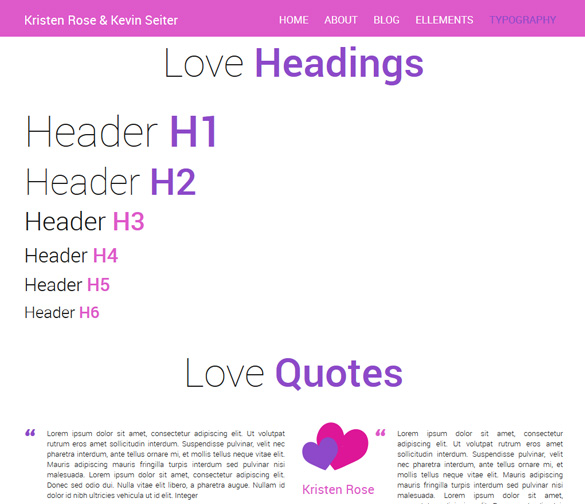 Kristen Rose & Kevin Seiter
HOME ABOUT BLOG ELLEMENTS TYPOGRAPHY
Love Headings
Header H1
Header H2
Header H3
Header H4
Header H5
Header H6
Love Quotes
“ Lorem ipsum dolor sit amet, consectetur adipiscing elit. Ut volutpat
rutrum eros amet sollicitudin interdum. Suspendisse pulvinar, nisl nec
pharetra interdum, ante tellus ornare mi, et mollis tellus neque vitae elit.
Mauris adipiscing mauris fringilla turpis interdum sed pulvinar nisi
malesuada. Lorem ipsum dolor sit amet, consectetur adipiscing elit.
Donec sed odio dui. Nulla vitae elit libero, a pharetra augue. Nullam id
dolor id nibh ultricies vehicula ut id elit. Integer
Kristen Rose
“ Lorem ipsum dolor sit amet, consectetur
adipiscing elit. Ut volutpat rutrum eros amet
sollicitudin interdum. Suspendisse pulvinar, nisl
nec pharetra interdum, ante tellus ornare mi, et
mollis tellus neque vitae elit. Mauris adipiscing
mauris fringilla turpis interdum sed pulvinar nisi
malesuada. Lorem ipsum dolor sit amet,